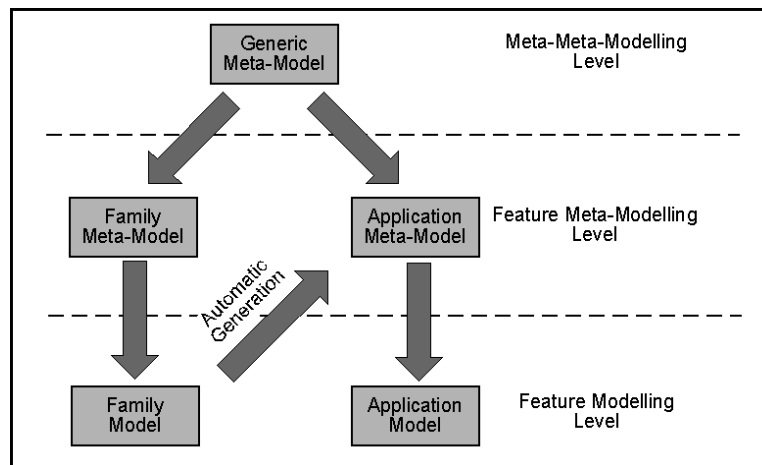 Generic
Meta-Model
Meta-Meta-Modelling
Level
Family
Meta-Model
Application
Meta-Model
Feature Meta-Modelling
Level
Automatic
Generation
Family
Model
Application
Model
Feature Modelling
Level